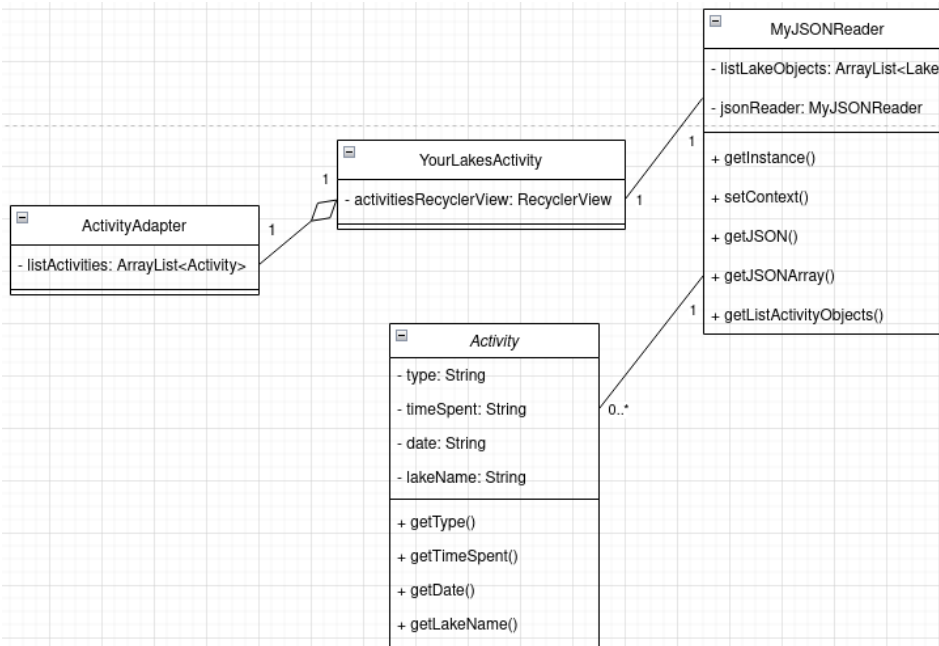 MyJSONReader
- listLakeObjects: ArrayList<Lake
- jsonReader: MyJSONReader
1
+ getInstance()
+ setContext()
+ getJSON()
+ getJSONArray()
1
+ getListActivityObjects()
YourLakesActivity
1
- activitiesRecyclerView: RecyclerView
1
ActivityAdapter
1
- listActivities: ArrayList<Activity>
Activity
- type: String
- timeSpent: String
0..*
- date: String
- lakeName: String
+ getType()
+ getTimeSpent()
+ getDate()
+ getLakeName()